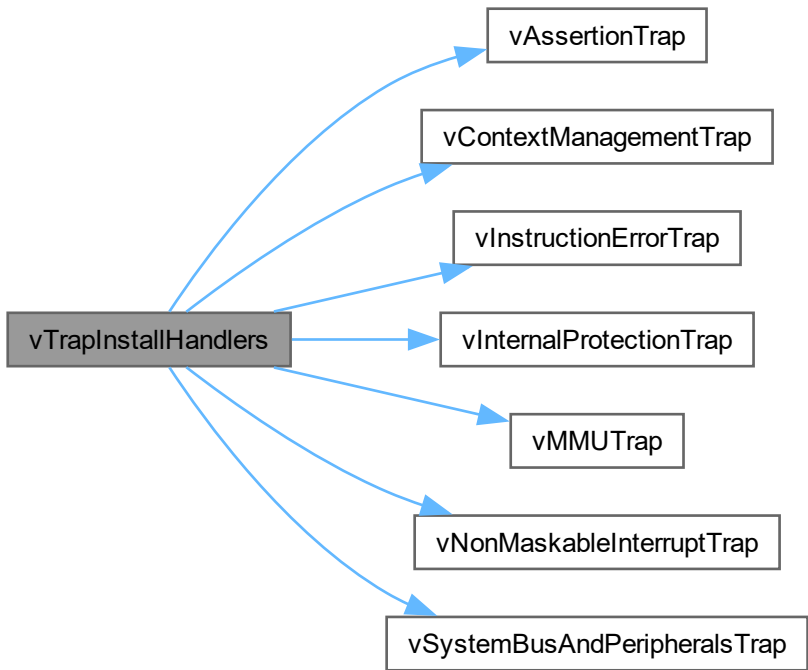 vAssertionTrap
vContextManagementTrap
vInstructionErrorTrap
vTrapInstallHandlers
vInternalProtectionTrap
vMMUTrap
vNonMaskableInterruptTrap
vSystemBusAndPeripheralsTrap